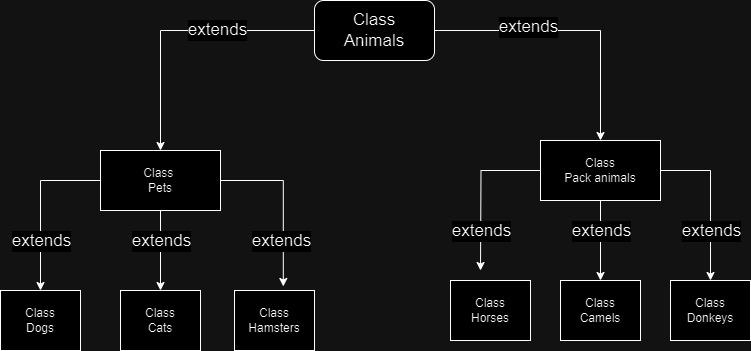 Class
Animals
extends
extends
Class
Pets
Class
Pack animals
extends
extends
extends
extends
extends
extends
Class
Dogs
Class
Cats
Class
Hamsters
Class
Horses
Class
Camels
Class
Donkeys